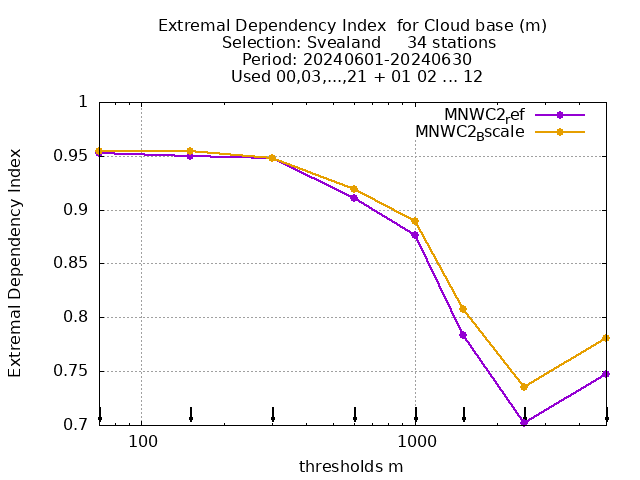 Extremal Dependency Index  for Cloud base (m)
Selection: Svealand     34 stations
Period: 20240601-20240630
Used 00,03,...,21 + 01 02 ... 12
MNWC2ref
MNWC2Bscale
1
0.95
0.9
0.85
0.8
0.75
0.7
Extremal Dependency Index
100
1000
thresholds m